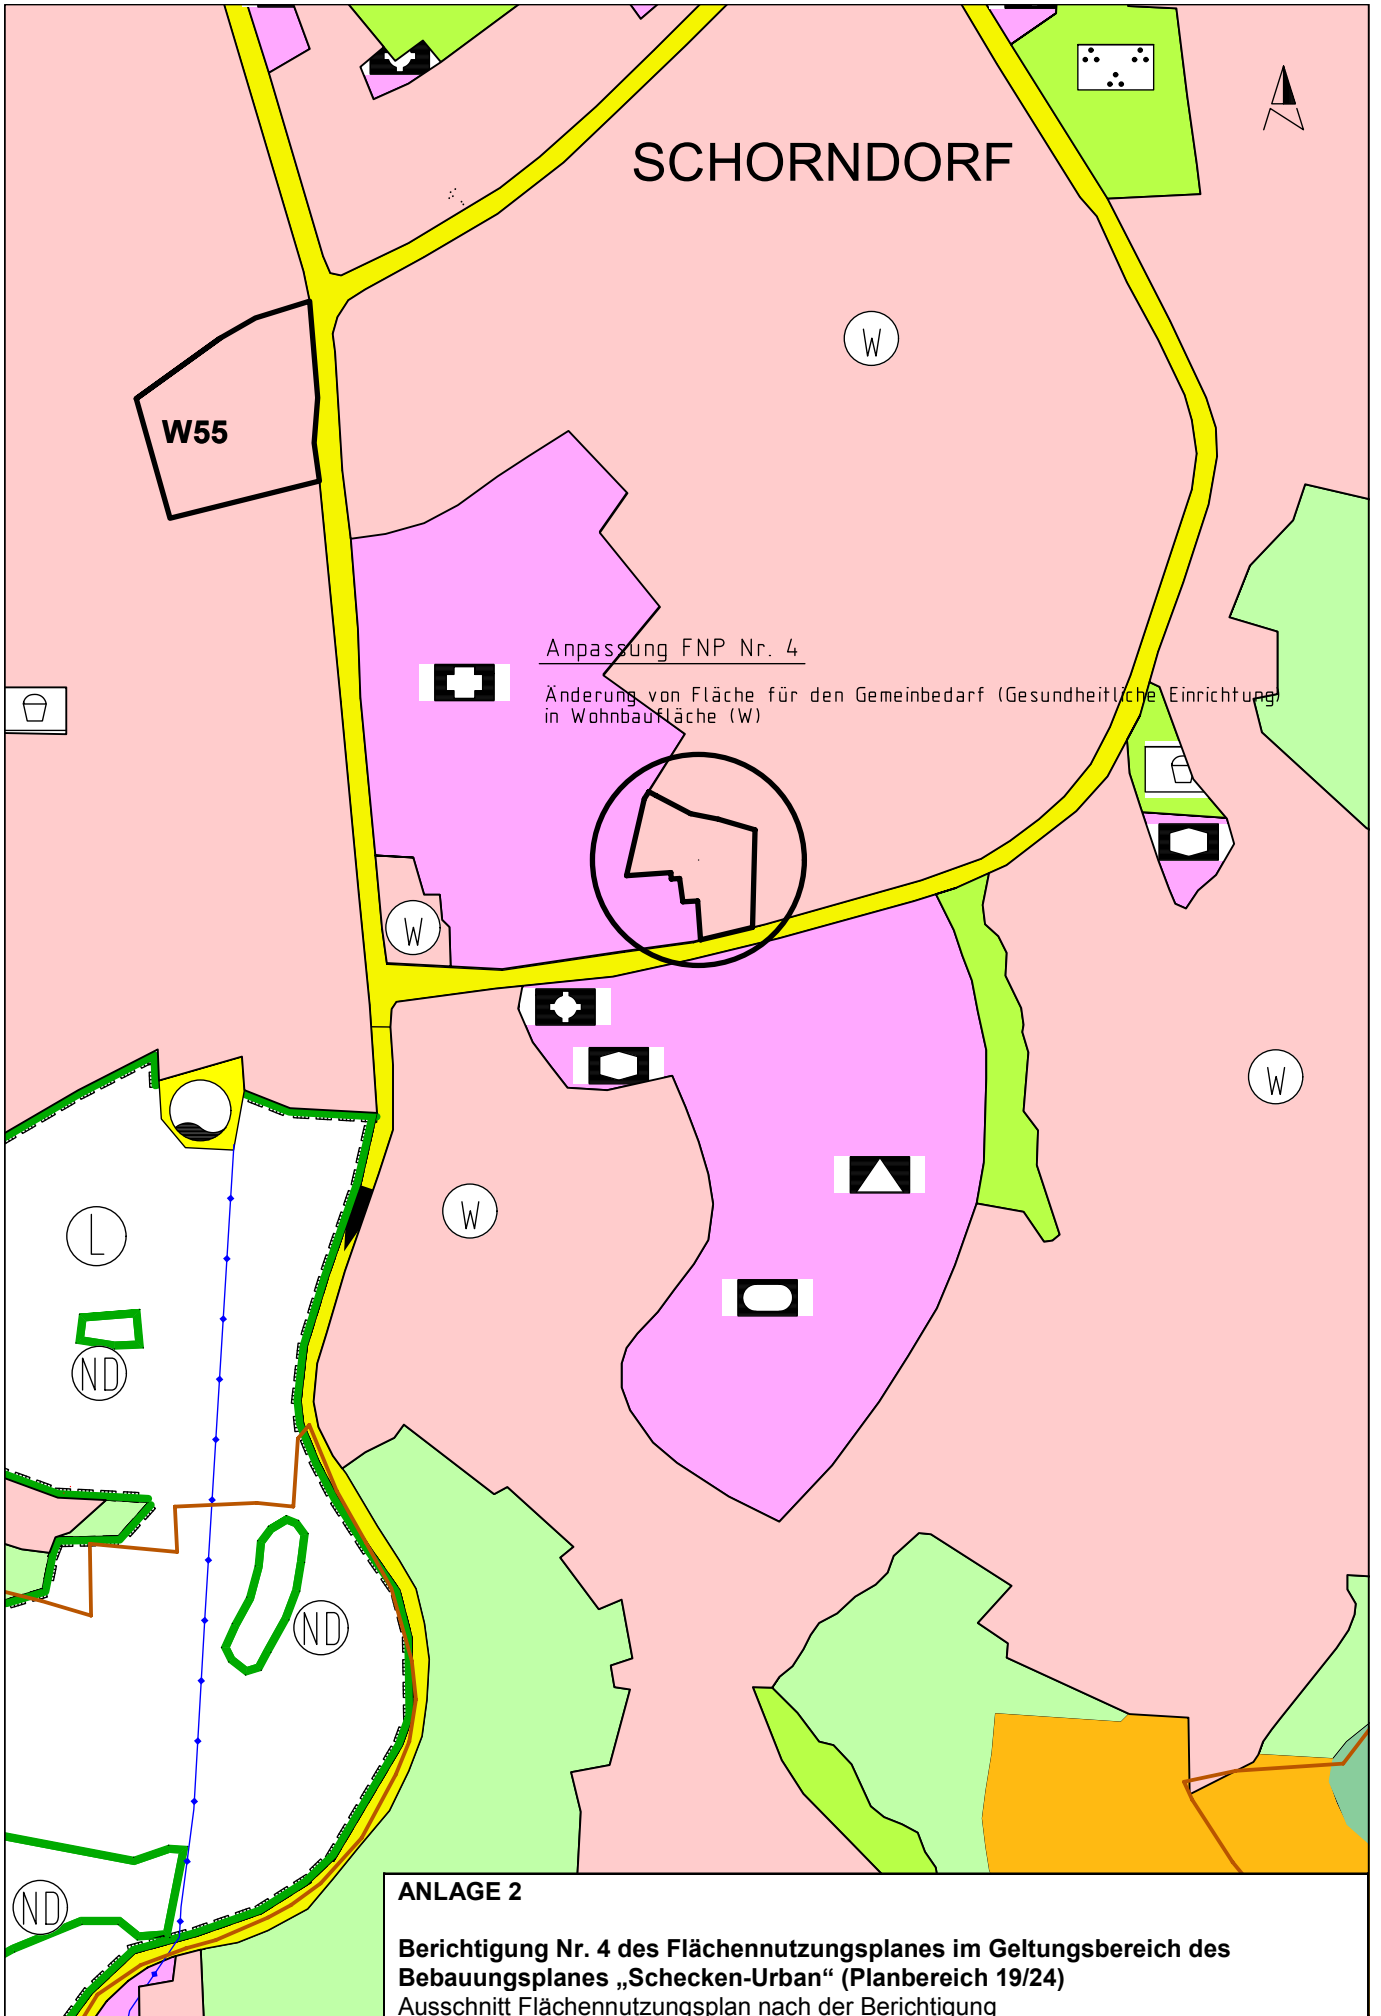 SCHORNDORF
W
W55
Anpassung FNP Nr. 4
Änderung von Fläche für den Gemeinbedarf (Gesundheitliche Einrichtung)
in Wohnbaufläche (W)
W
W
L
W
ND
ND
ND
ANLAGE 2
Berichtigung Nr. 4 des Flächennutzungsplanes im Geltungsbereich des
Bebauungsplanes „Schecken-Urban“ (Planbereich 19/24)
Ausschnitt Flächennutzungsplan nach der Berichtigung